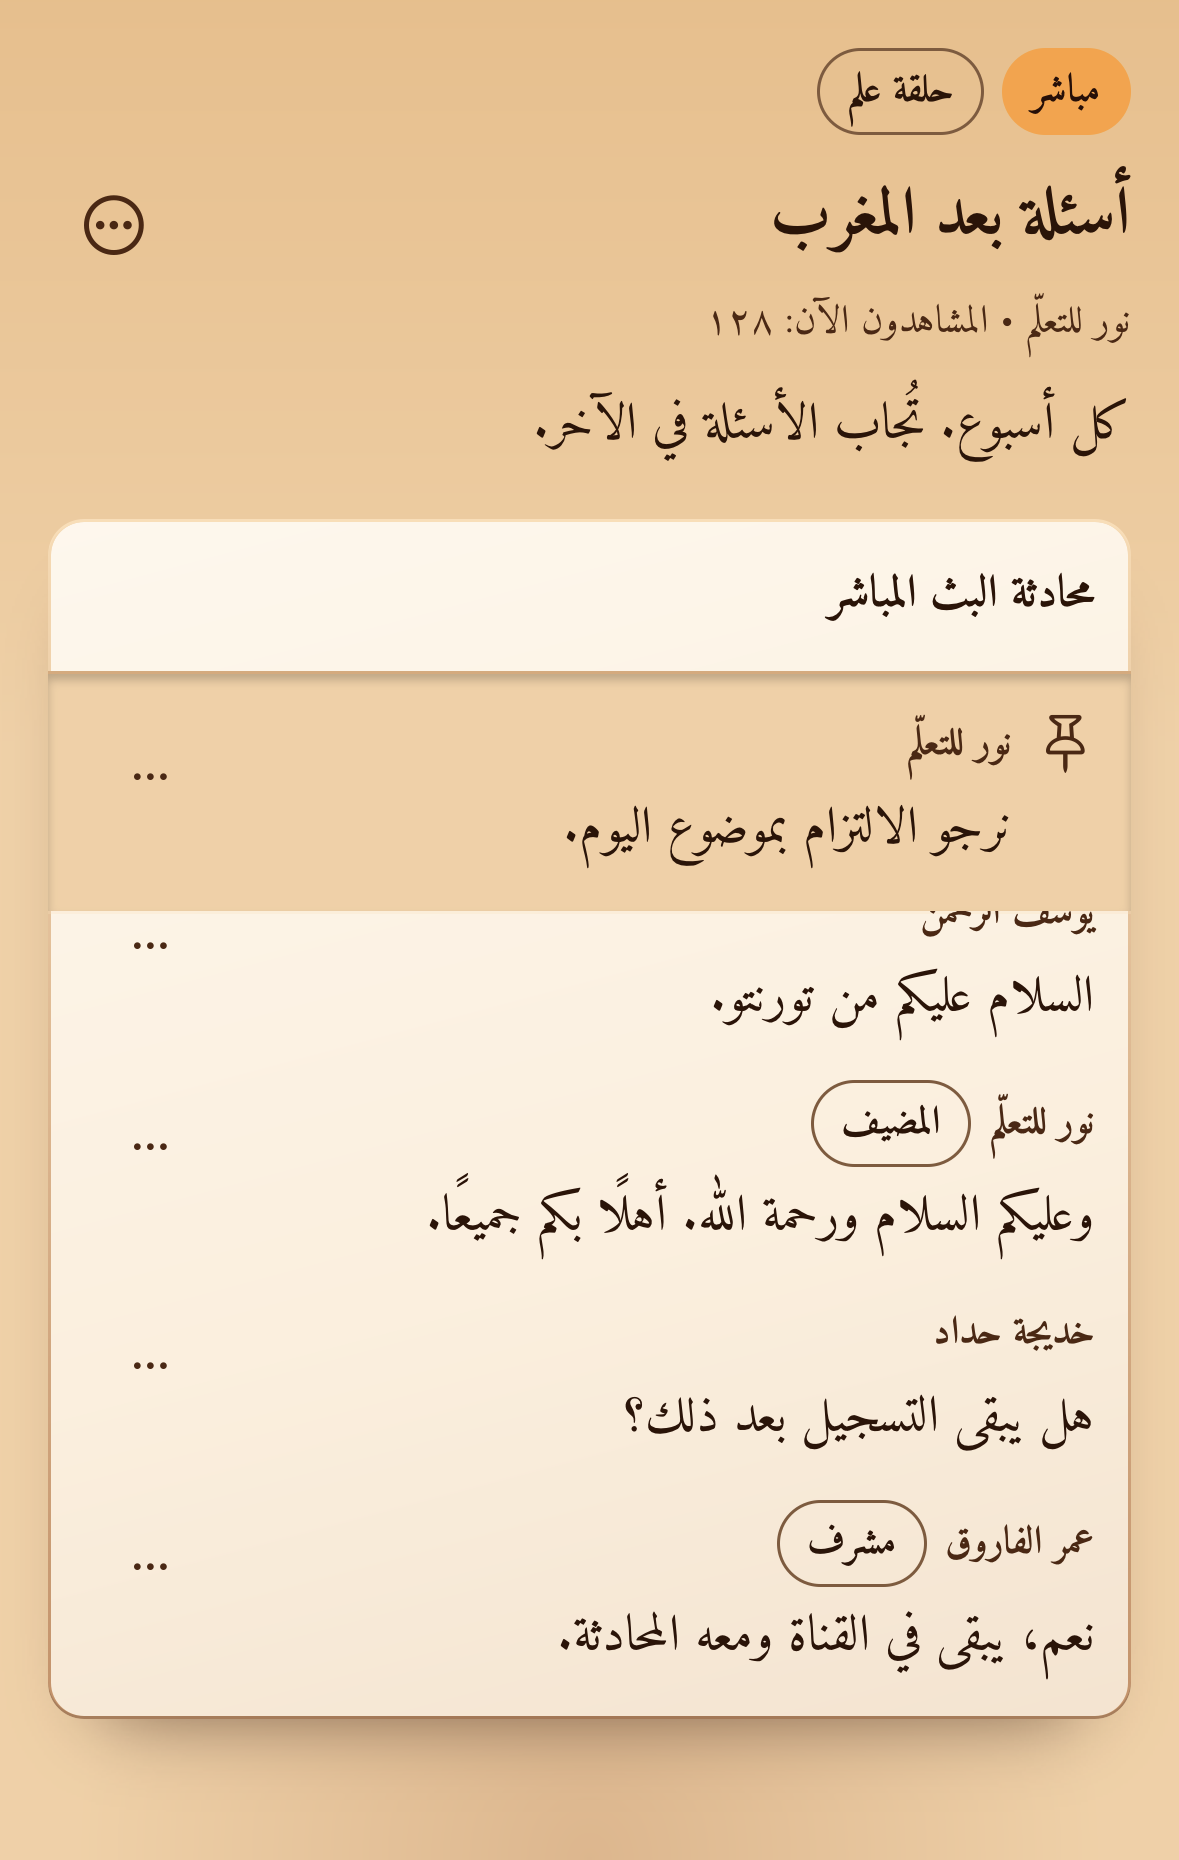 مباشر
حلقة علم
أسئلة بعد المغرب
نور للتعلّم • المشاهدون الآن: ١٢٨
كل أسبوع. تُجاب الأسئلة في الآخر.
محادثة البث المباشر
نور للتعلّم
نرجو الالتزام بموضوع اليوم.
يوسف الرحمن
السلام عليكم من تورنتو.
نور للتعلّم المضيف
وعليكم السلام ورحمة الله. أهلًا بكم جميعًا.
خديجة حداد
هل يبقى التسجيل بعد ذلك؟
عمر الفاروق مشرف
نعم، يبقى في القناة ومعه المحادثة.